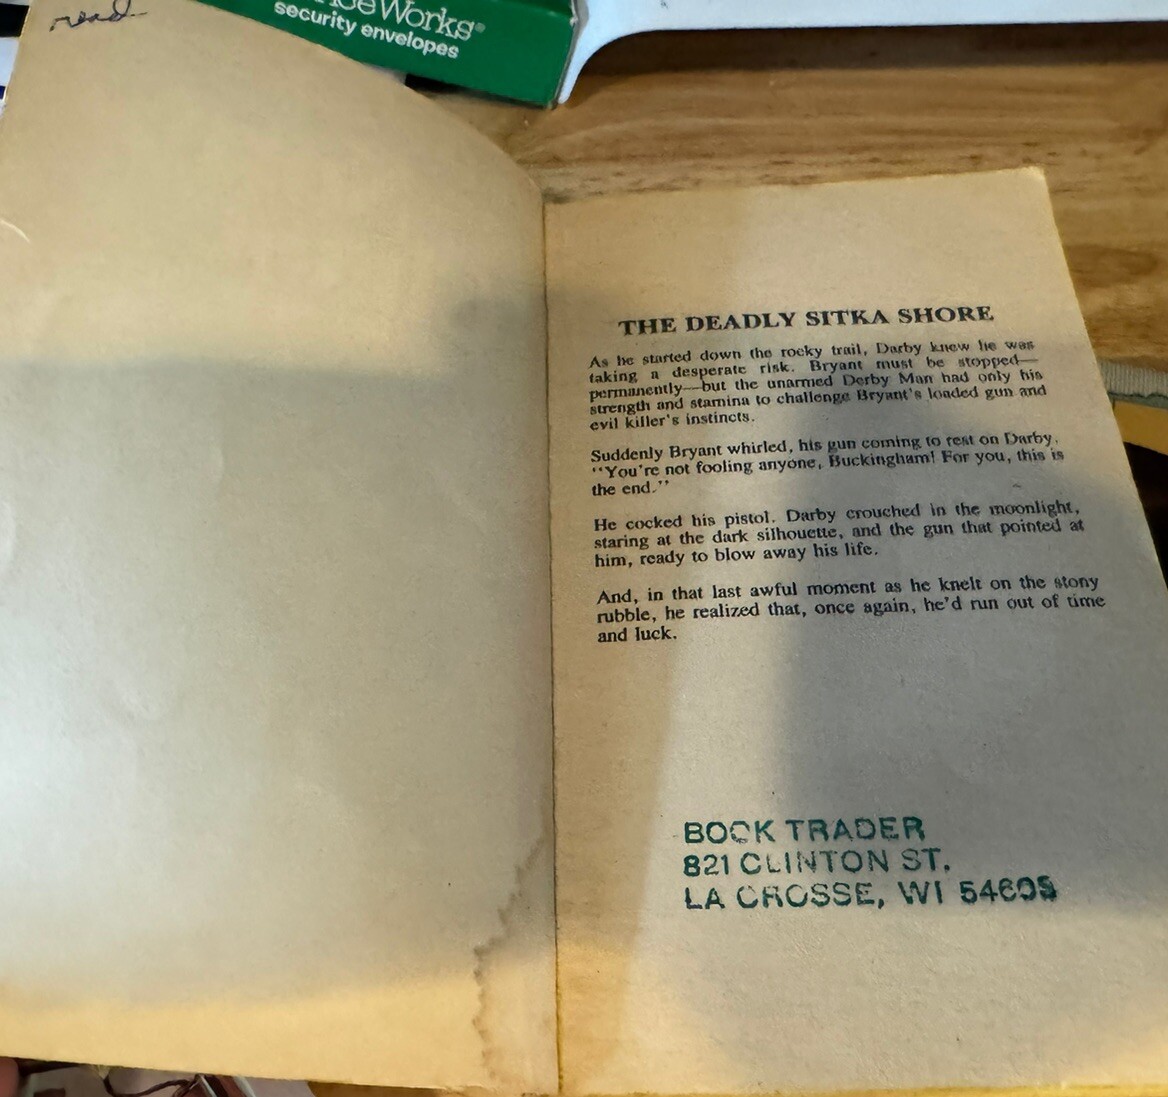 read
Works®
security envelopes
THE DEADLY SITKA SHORE
As he started down the rocky trail, Darby knew he was
taking a desperate risk. Bryant must be stopped—
permanently—but the unarmed Derby Man had only his
strength and stamina to challenge Bryant's loaded gun and
evil killer's instincts.
Suddenly Bryant whirled, his gun coming to rest on Darby.
"You're not fooling anyone, Buckingham! For you, this is
the end."
He cocked his pistol. Darby crouched in the moonlight,
staring at the dark silhouette, and the gun that pointed at
him, ready to blow away his life.
And, in that last awful moment as he knelt on the stony
rubble, he realized that, once again, he'd run out of time
and luck.
BOOK TRADER
821 CLINTON ST.
LA CROSSE, WI 54603